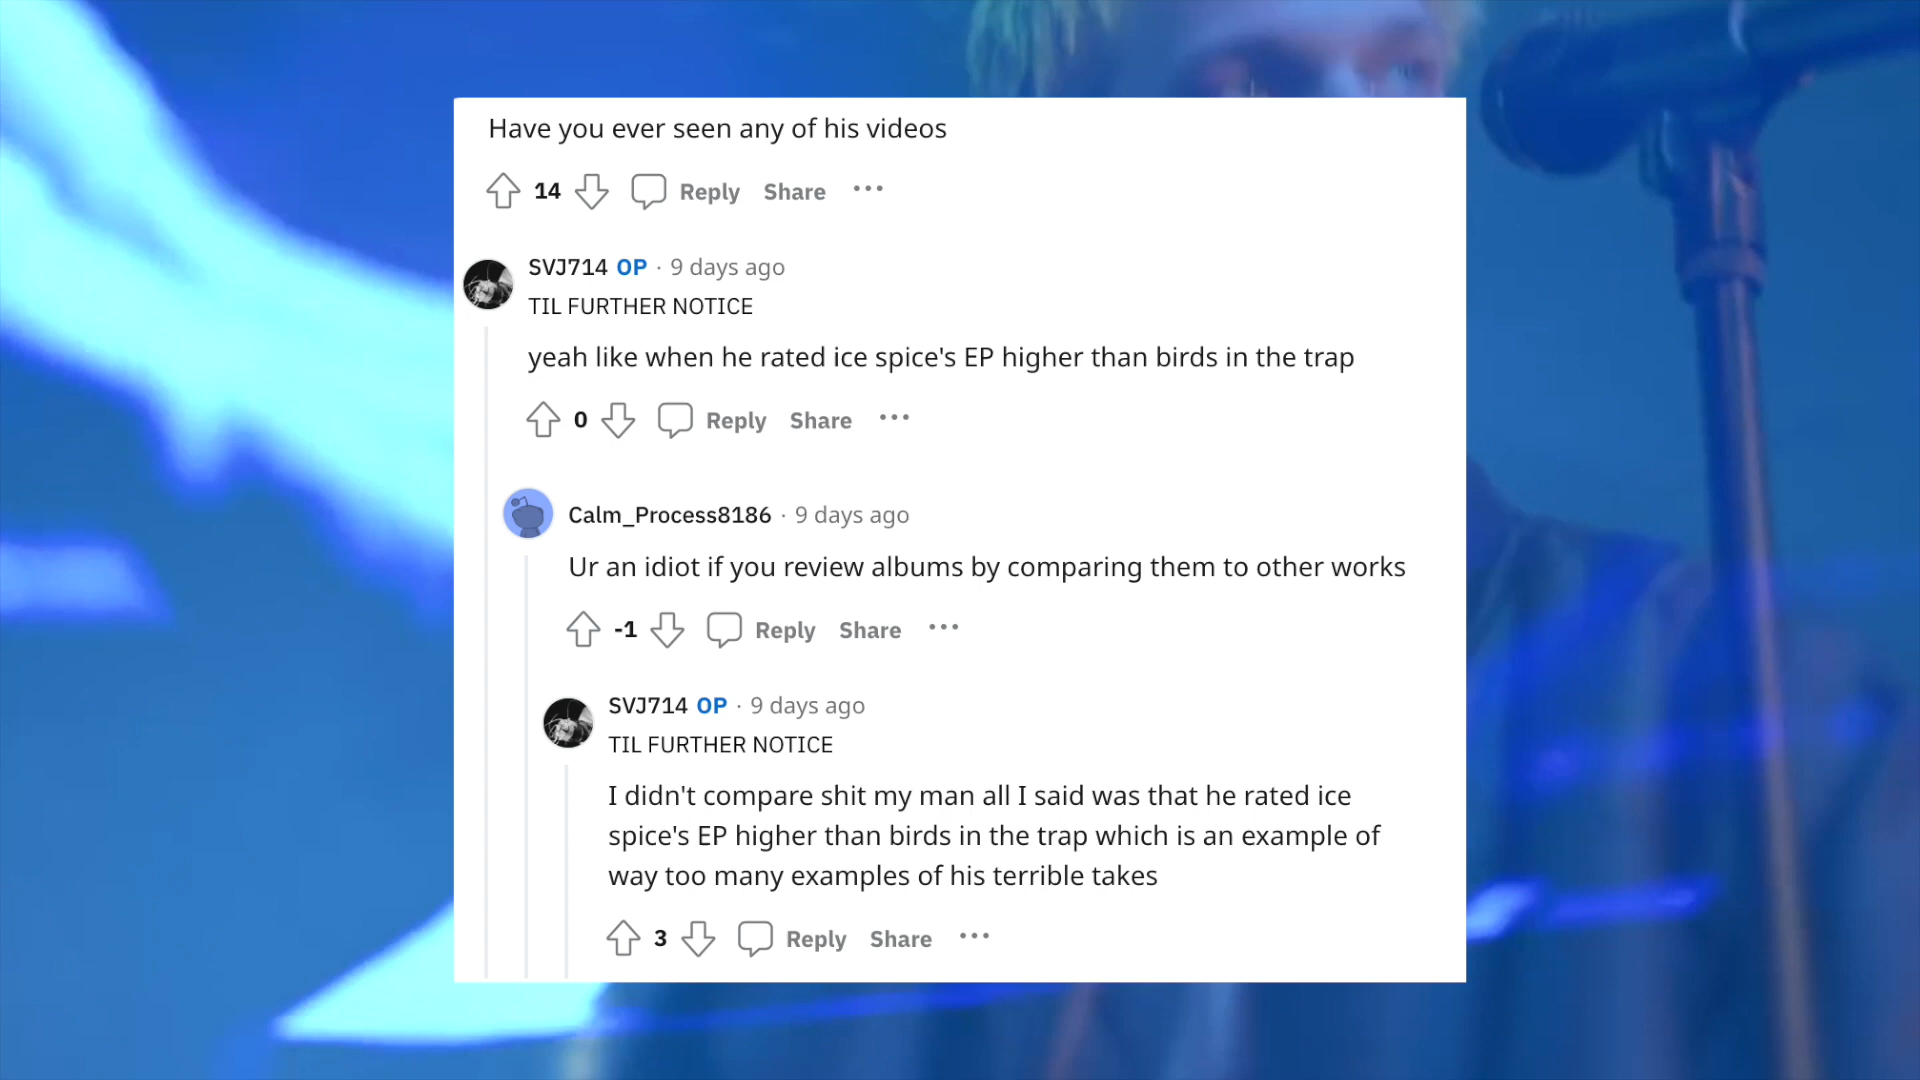 Have you ever seen any of his videos
14 Reply Share ...
SVJ714 OP · 9 days ago
TIL FURTHER NOTICE
yeah like when he rated ice spice's EP higher than birds in the trap
0 Reply Share ...
Calm_Process8186 · 9 days ago
Ur an idiot if you review albums by comparing them to other works
-1 Reply Share ...
SVJ714 OP · 9 days ago
TIL FURTHER NOTICE
I didn't compare shit my man all I said was that he rated ice
spice's EP higher than birds in the trap which is an example of
way too many examples of his terrible takes
3 Reply Share ...